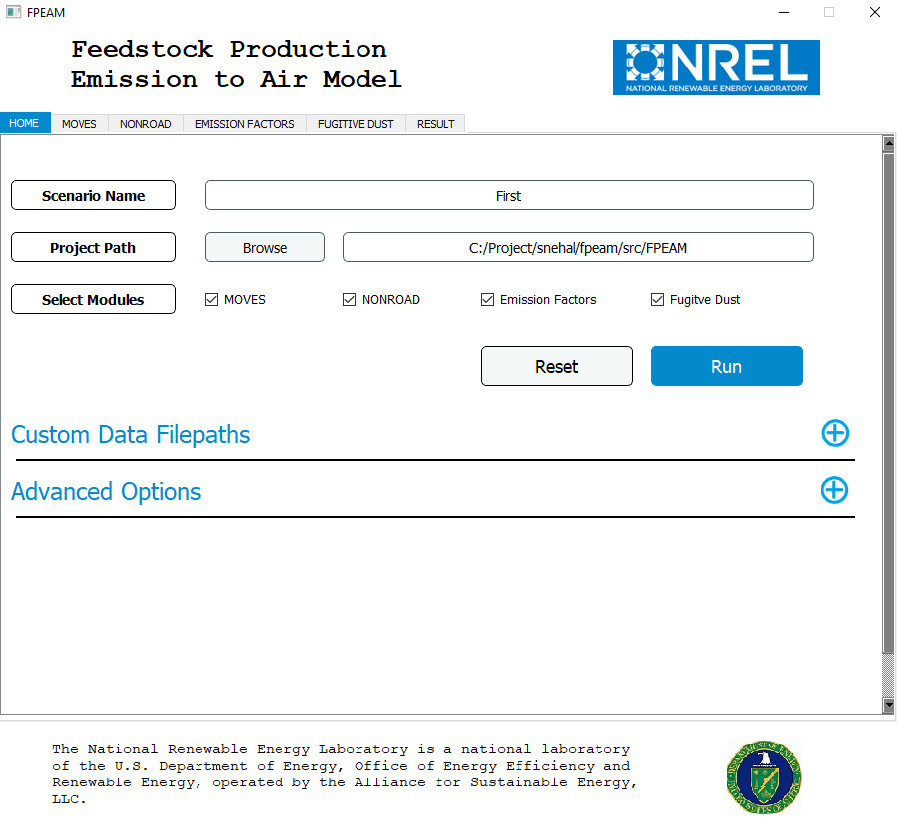 FPEAM
Feedstock Production
Emission to Air Model
NREL
NATIONAL RENEWABLE ENERGY LABORATORY
HOME MOVES NONROAD EMISSION FACTORS FUGITIVE DUST RESULT
Scenario Name First
Project Path Browse C:/Project/snehal/fpeam/src/FPEAM
Select Modules MOVES NONROAD Emission Factors Fugitve Dust
Reset Run
Custom Data Filepaths
Advanced Options
The National Renewable Energy Laboratory is a national laboratory
of the U.S. Department of Energy, Office of Energy Efficiency and
Renewable Energy, operated by the Alliance for Sustainable Energy,
LLC.